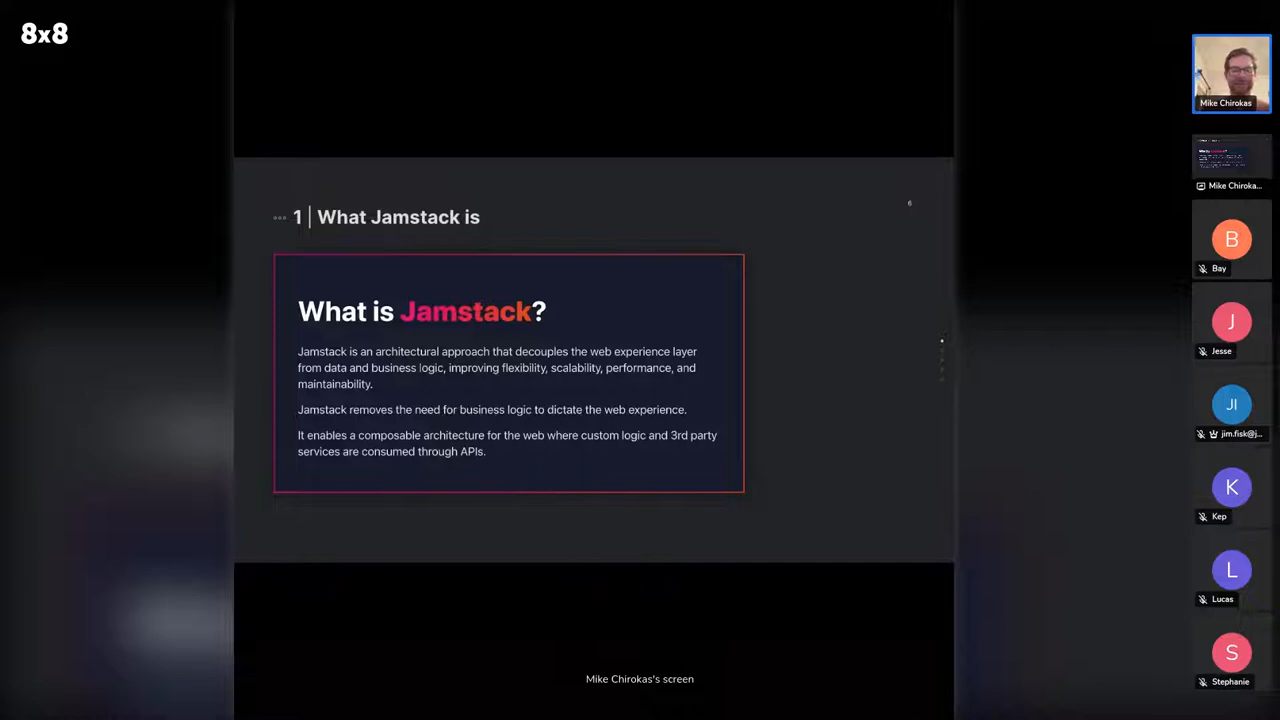 8x8
1 | What Jamstack is
6
What is Jamstack?
Jamstack is an architectural approach that decouples the web experience layer
from data and business logic, improving flexibility, scalability, performance, and
maintainability.
Jamstack removes the need for business logic to dictate the web experience.
It enables a composable architecture for the web where custom logic and 3rd party
services are consumed through APIs.
Mike Chirokas's screen
Mike Chirokas
Mike Chiroka...
B
Bay
J
Jesse
JI
jim.fisk@j...
K
Kep
L
Lucas
S
Stephanie